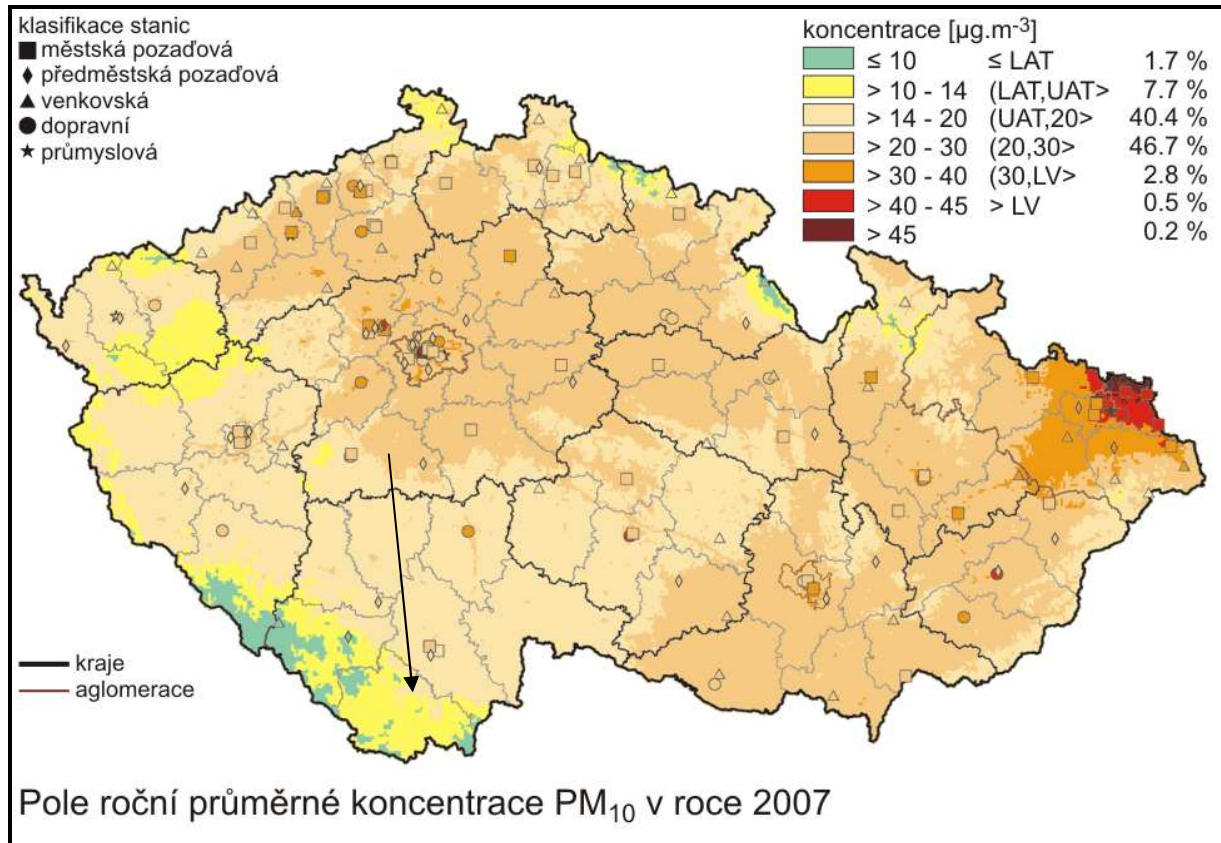 klasifikace stanic
městská pozaďová
předměstská pozaďová
venkovská
dopravní
průmyslová
koncentrace [µg.m-3]
≤ 10 ≤ LAT 1.7 %
> 10 - 14 (LAT,UAT> 7.7 %
> 14 - 20 (UAT,20> 40.4 %
> 20 - 30 (20,30> 46.7 %
> 30 - 40 (30,LV> 2.8 %
> 40 - 45 > LV 0.5 %
> 45 0.2 %
kraje
aglomerace
Pole roční průměrné koncentrace PM10 v roce 2007